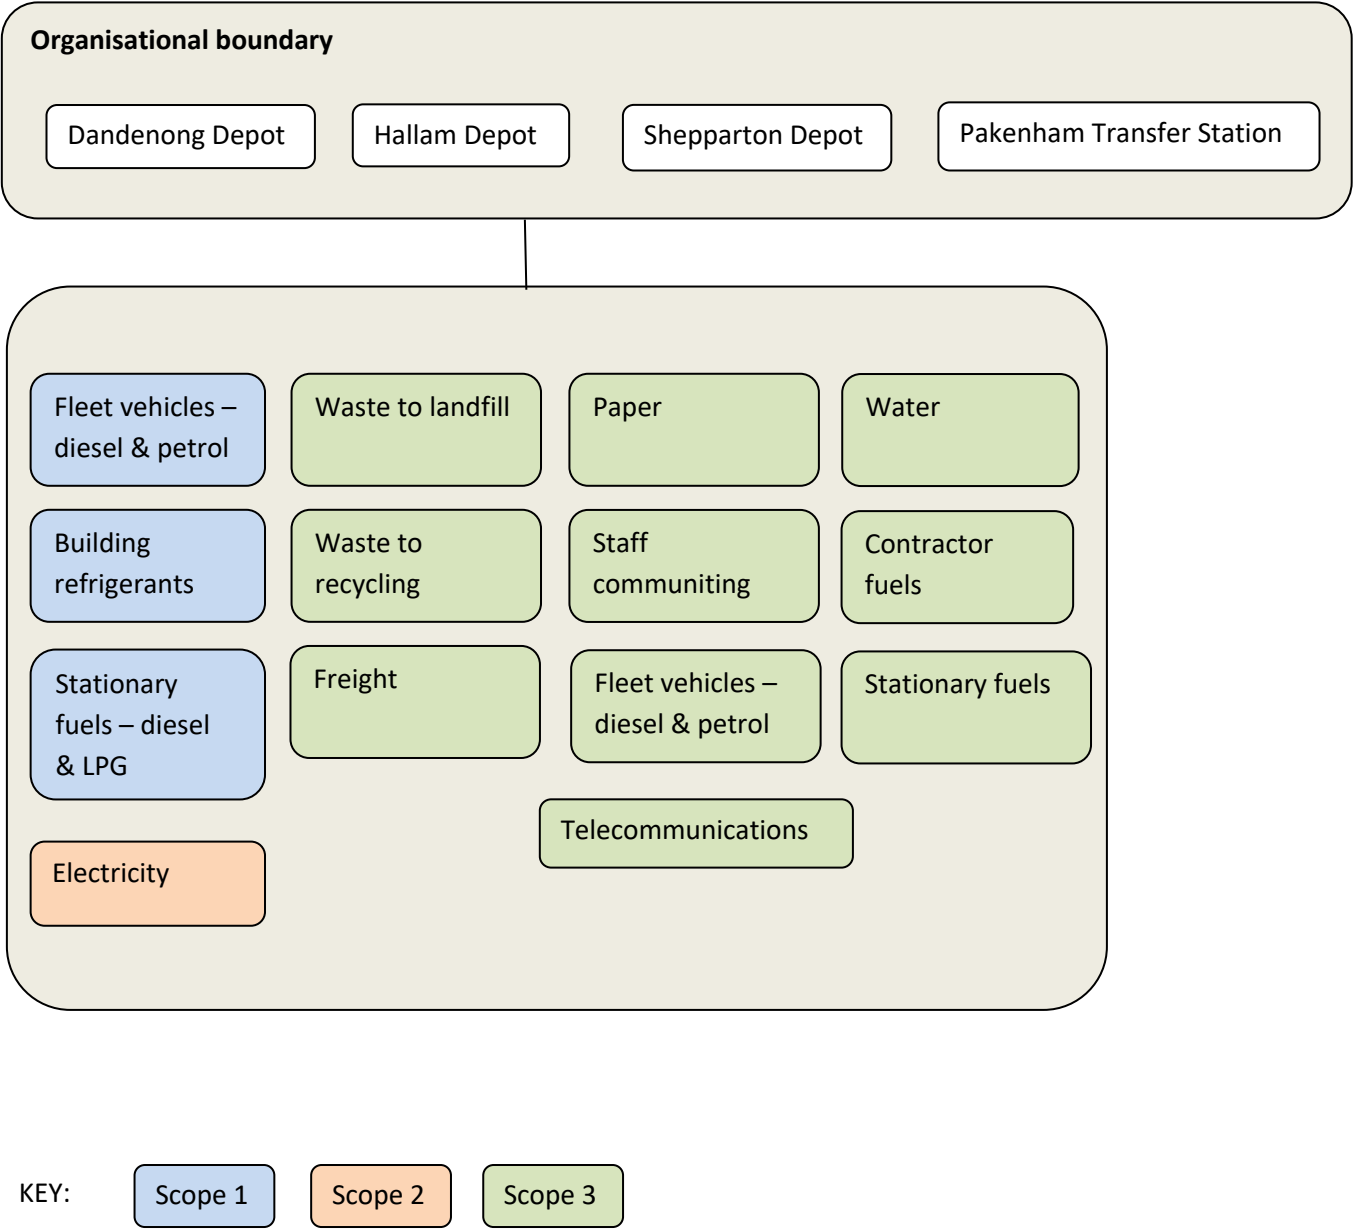 Organisational boundary
Dandenong Depot
Hallam Depot
Shepparton Depot
Pakenham Transfer Station
Fleet vehicles –
diesel & petrol
Waste to landfill
Paper
Water
Building
refrigerants
Waste to
recycling
Staff
communiting
Contractor
fuels
Stationary
fuels – diesel
& LPG
Freight
Fleet vehicles –
diesel & petrol
Stationary fuels
Telecommunications
Electricity
KEY:
Scope 1
Scope 2
Scope 3